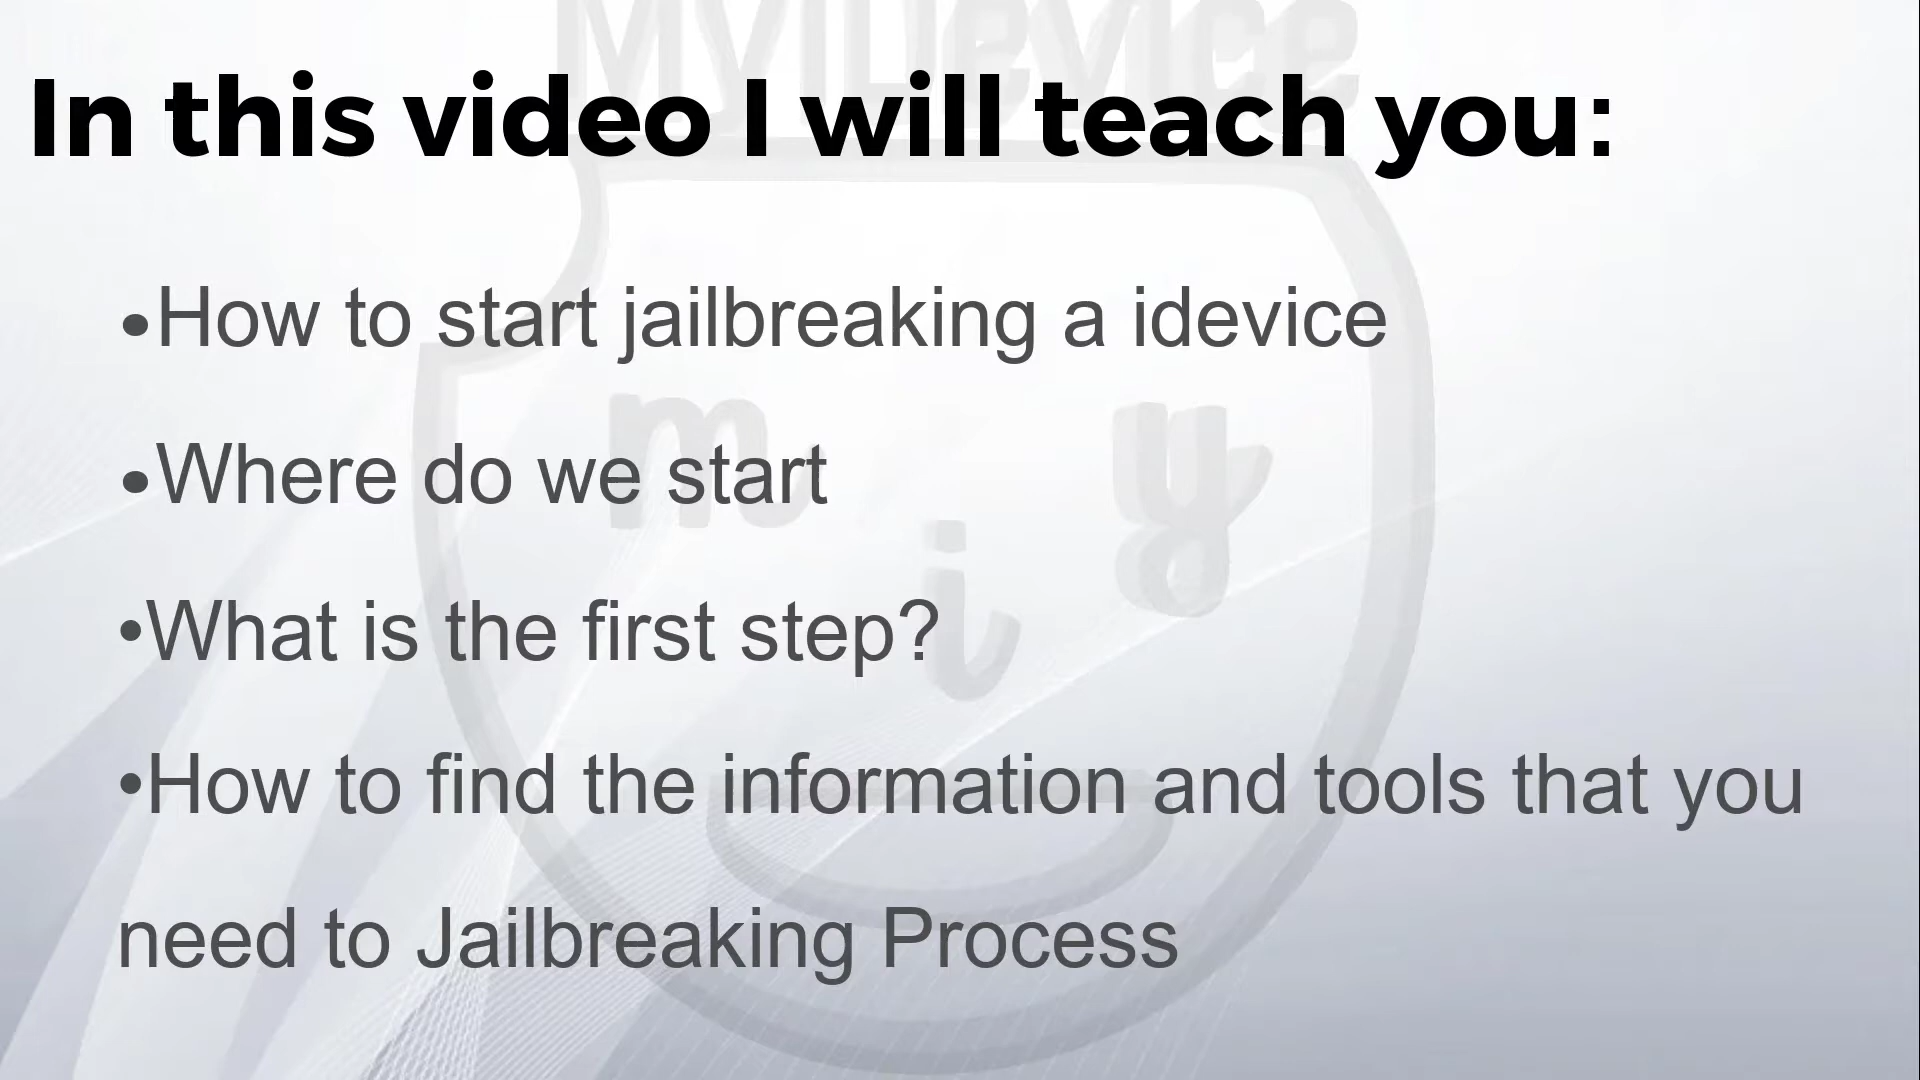 MyiDevice
In this video I will teach you:
•How to start jailbreaking a idevice
•Where do we start
•What is the first step?
•How to find the information and tools that you
need to Jailbreaking Process
m
i